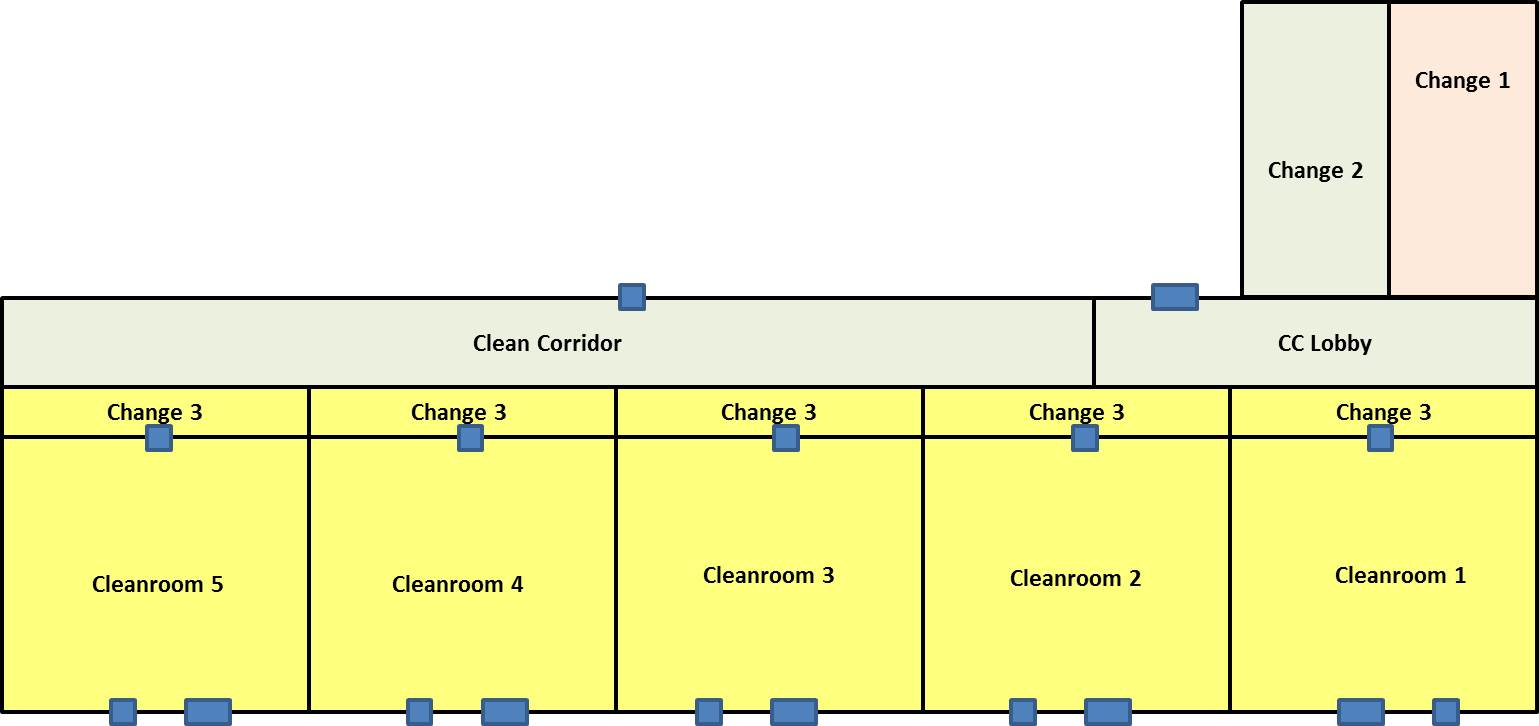 Change 1
Change 2
Clean Corridor
CC Lobby
Change 3
Change 3
Change 3
Change 3
Change 3
Cleanroom 5
Cleanroom 4
Cleanroom 3
Cleanroom 2
Cleanroom 1